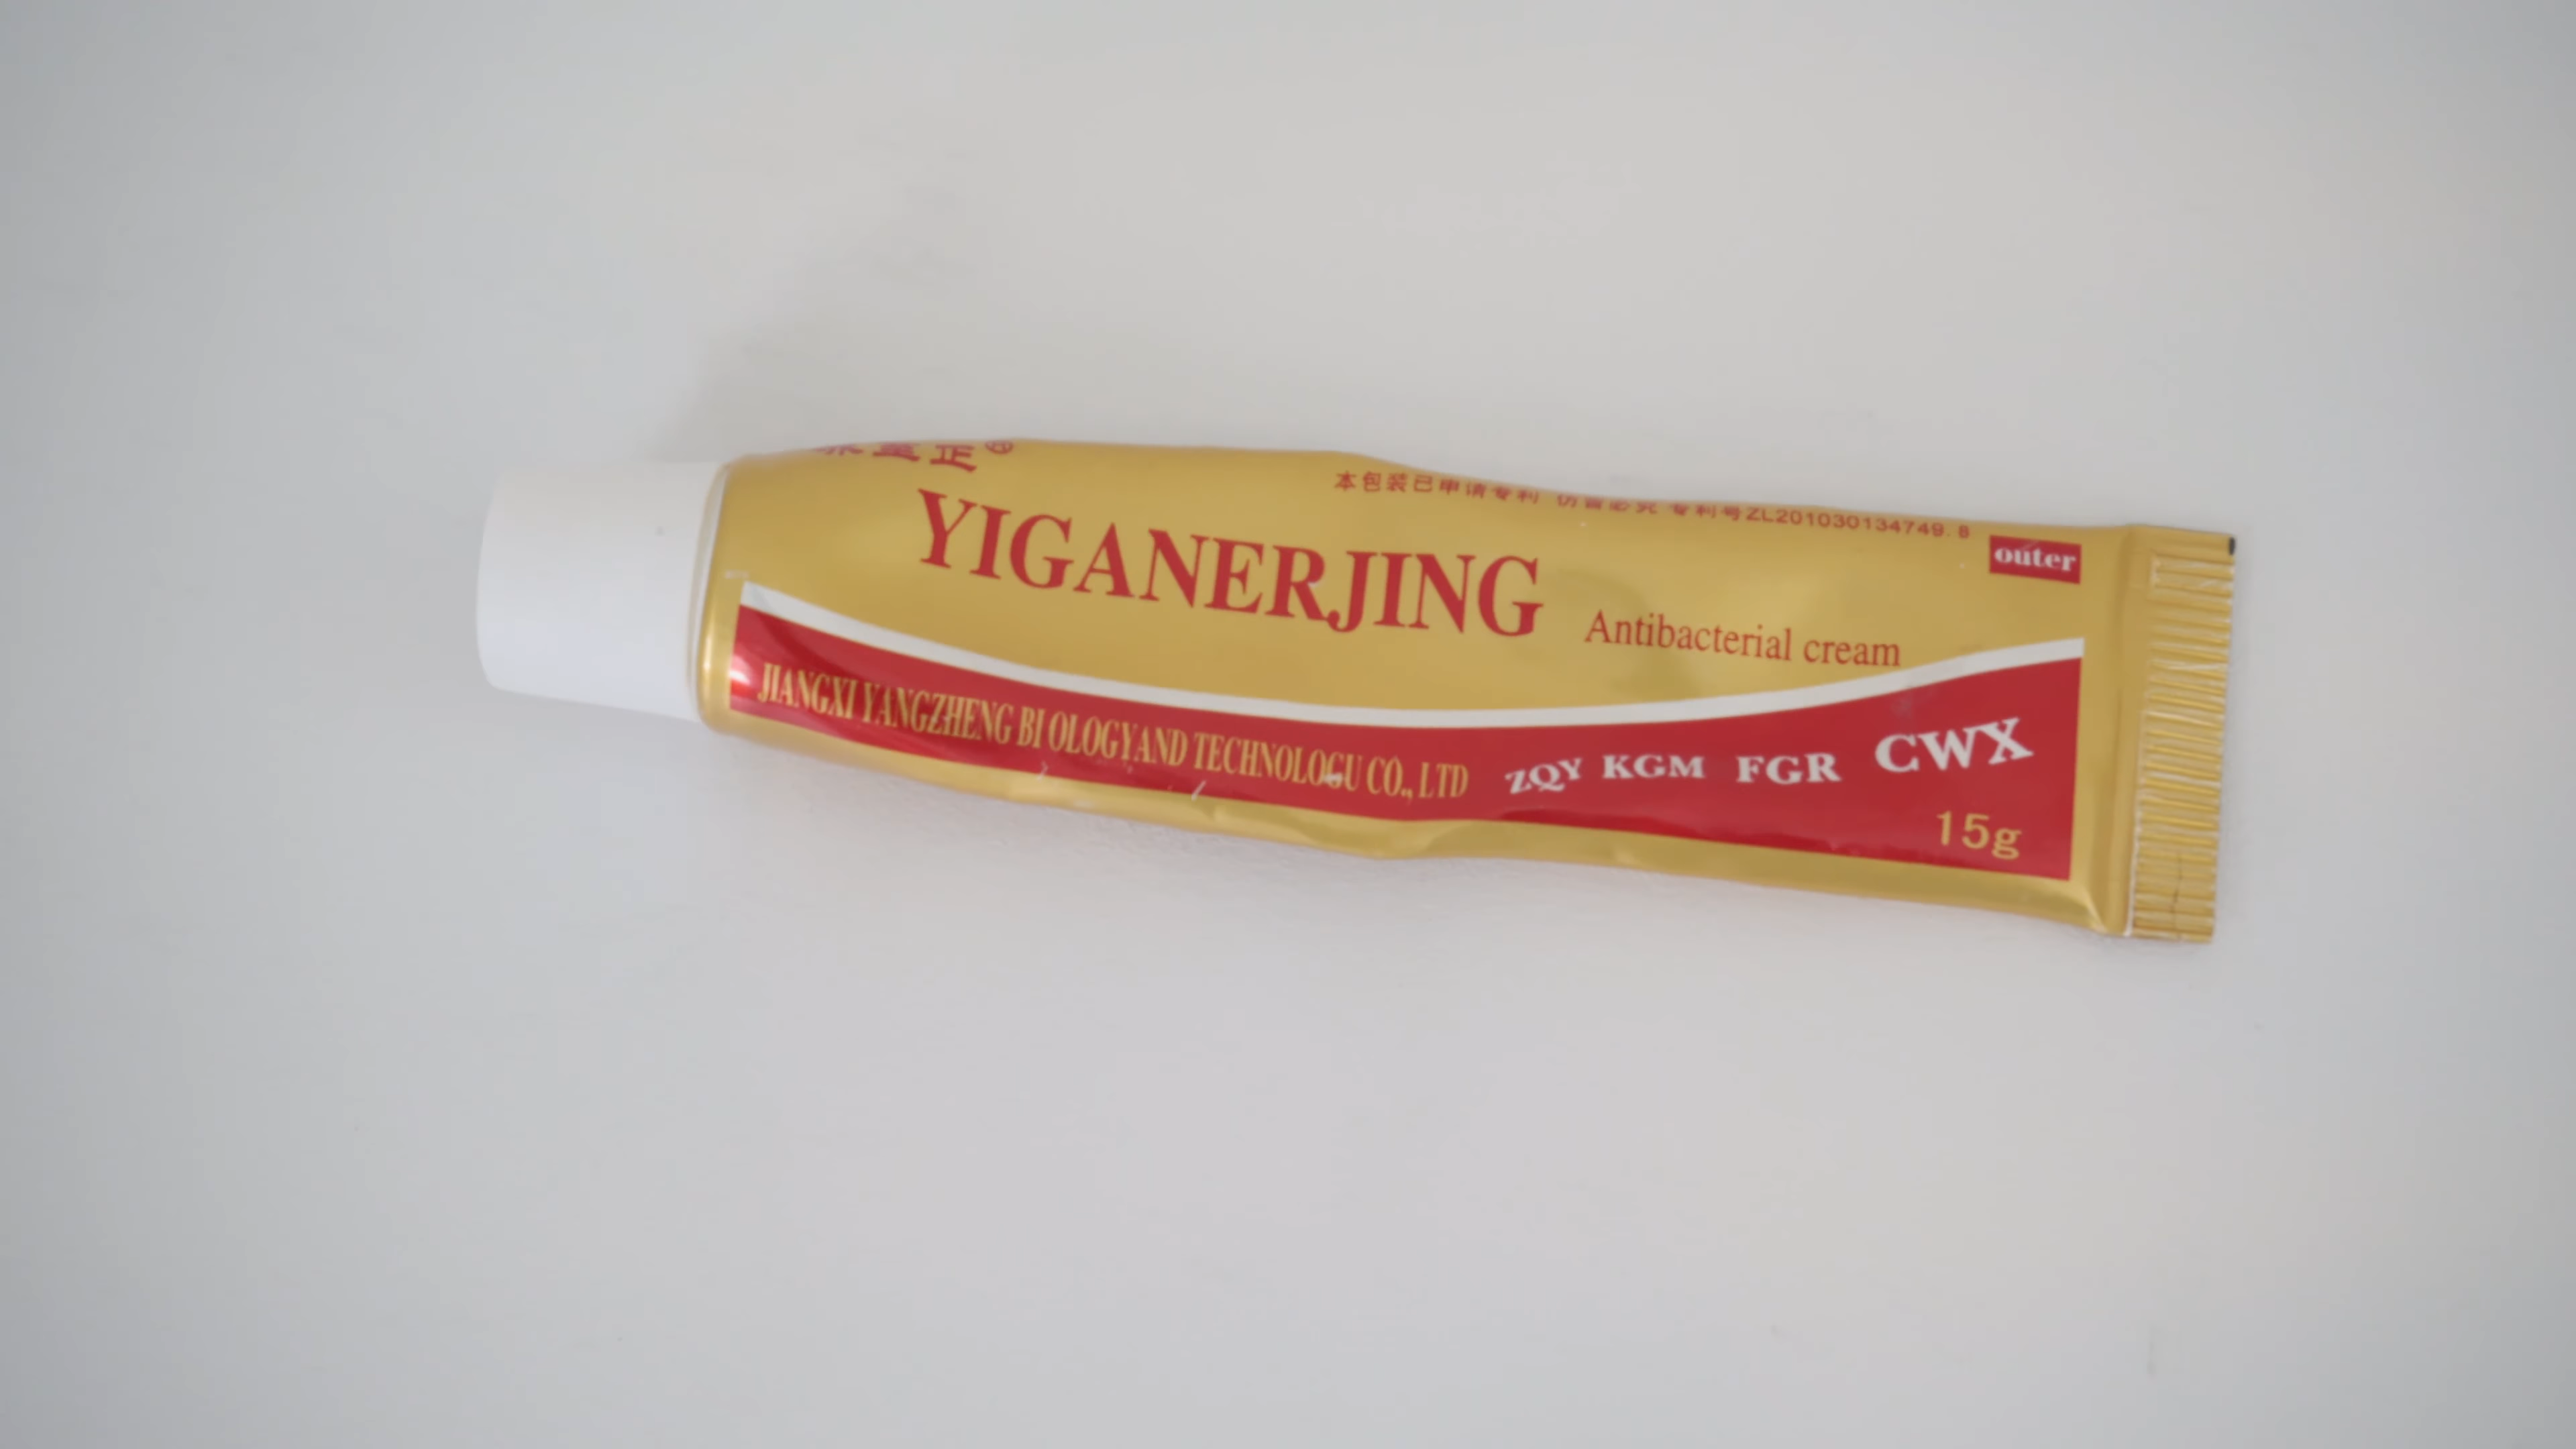 本包装已申请专利 仿冒必究 专利号ZL201030134749.8
outer
YIGANERJING
Antibacterial cream
JIANGXI YANGZHENG BI OLOGYAND TECHNOLOGU CO., LTD
ZQY KGM FGR CWX
15g